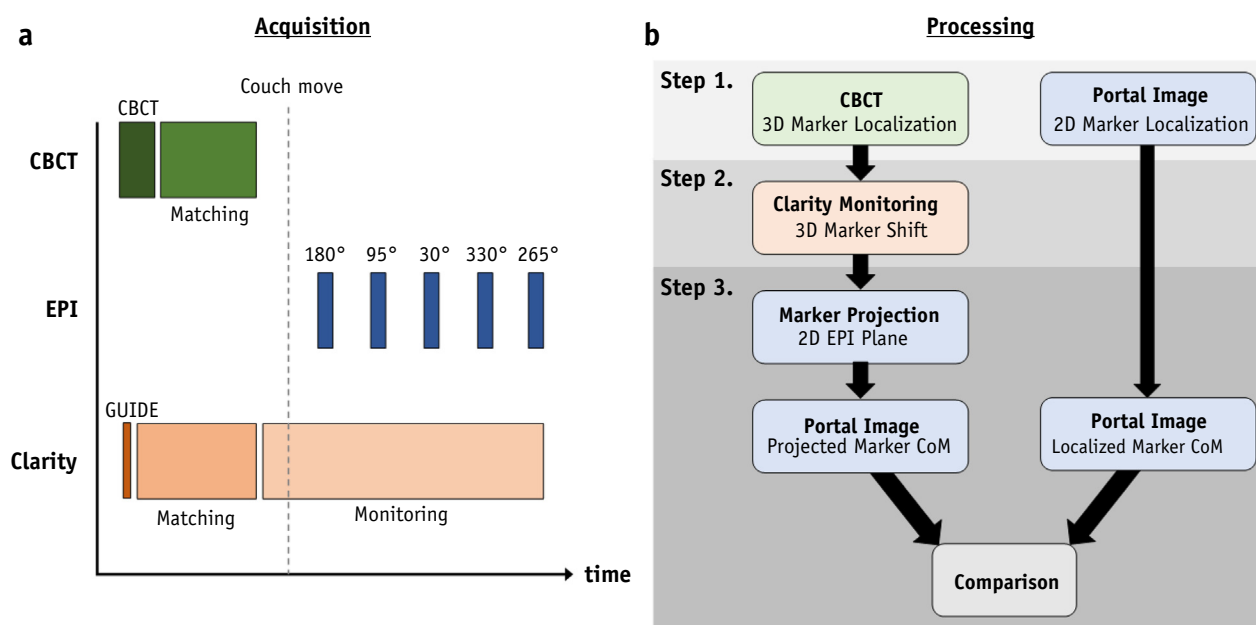 a
Acquisition
Couch move
CBCT
CBCT
Matching
180° 95° 30° 330° 265°
EPI
GUIDE
Clarity
Matching
Monitoring
time
b
Processing
Step 1.
CBCT
3D Marker Localization
Portal Image
2D Marker Localization
Step 2.
Clarity Monitoring
3D Marker Shift
Step 3.
Marker Projection
2D EPI Plane
Portal Image
Projected Marker CoM
Portal Image
Localized Marker CoM
Comparison